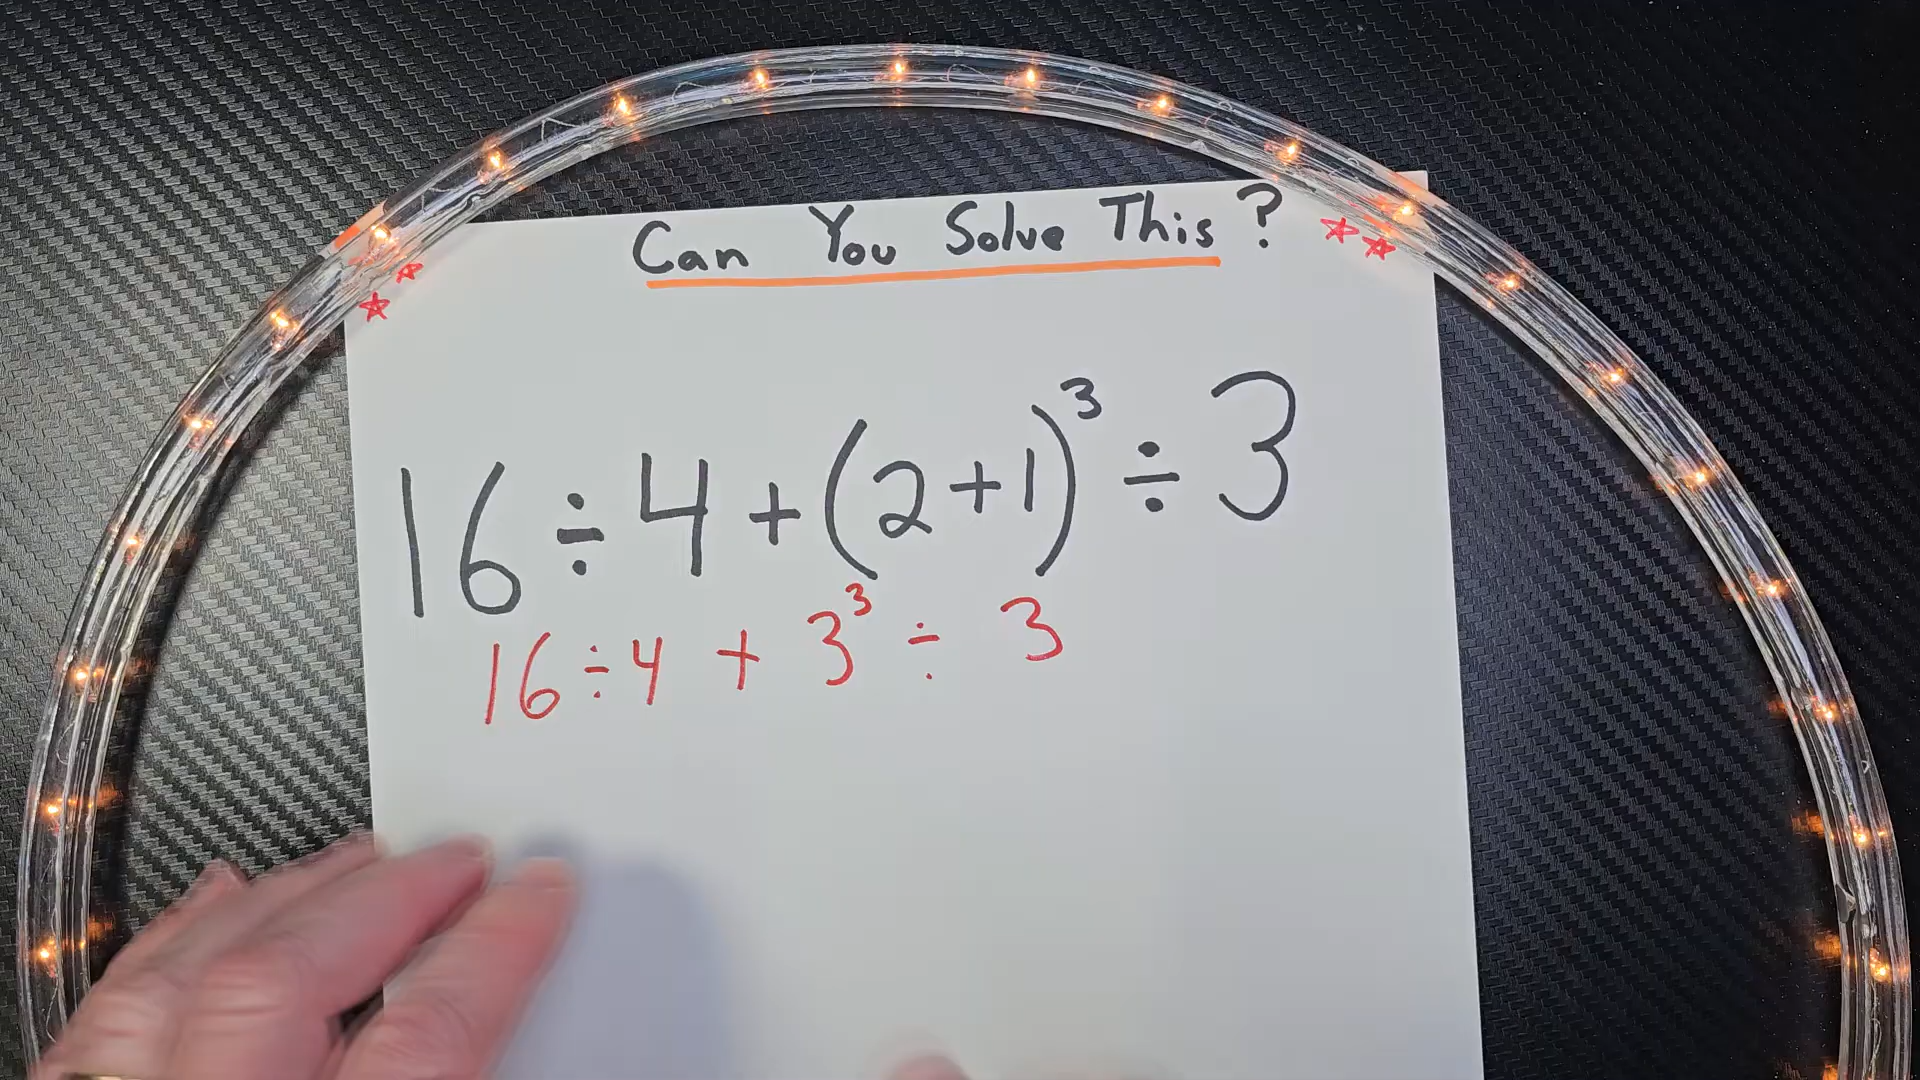 Can You Solve This?
16 ÷ 4 + (2+1)³ ÷ 3
16 ÷ 4 + 3³ ÷ 3